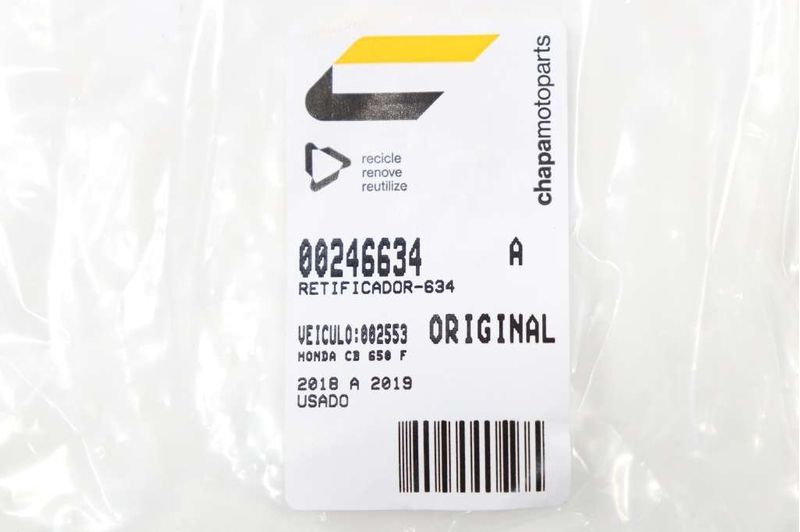 chapamotoparts
recicle
renove
reutilize
00246634 A
RETIFICADOR-634
VEICULO:002553 ORIGINAL
HONDA CB 650 F
2018 A 2019
USADO